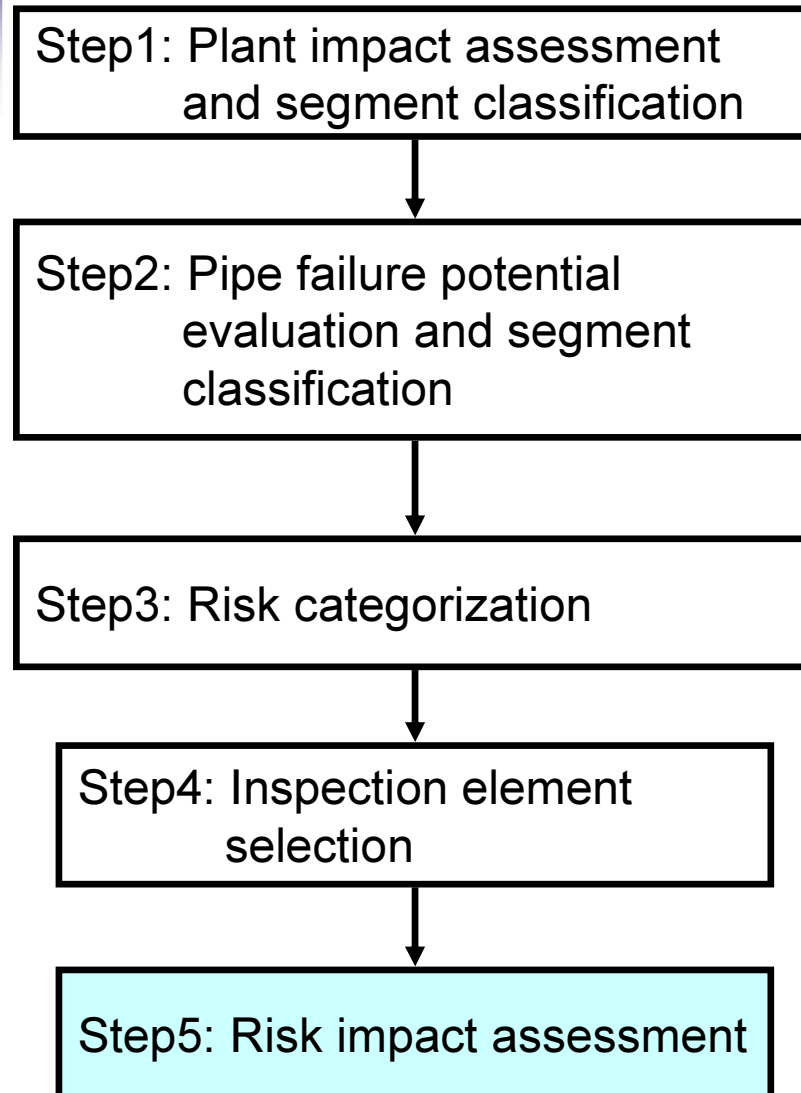 Step1: Plant impact assessment
and segment classification
Step2: Pipe failure potential
evaluation and segment
classification
Step3: Risk categorization
Step4: Inspection element
selection
Step5: Risk impact assessment